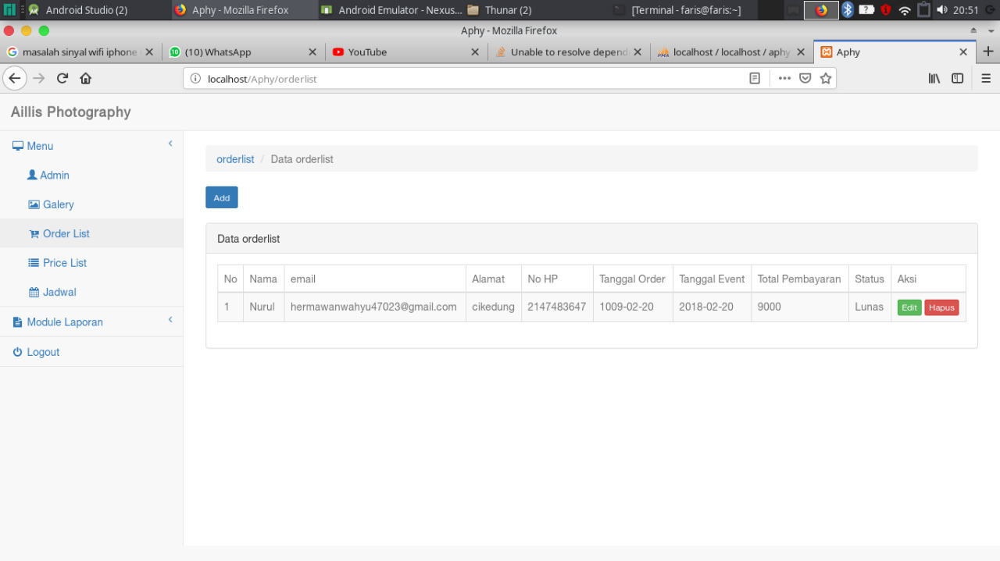 Android Studio (2) Aphy - Mozilla Firefox Android Emulator - Nexus... Thunar (2) [Terminal - faris@faris:~] 20:51
Aphy - Mozilla Firefox
masalah sinyal wifi iphone (10) WhatsApp YouTube Unable to resolve depend localhost / localhost / aphy Aphy
localhost/Aphy/orderlist
Aillis Photography
Menu
Admin
Galery
Order List
Price List
Jadwal
Module Laporan
Logout
orderlist / Data orderlist
Add
Data orderlist
No Nama email Alamat No HP Tanggal Order Tanggal Event Total Pembayaran Status Aksi
1 Nurul hermawanwahyu47023@gmail.com cikedung 2147483647 1009-02-20 2018-02-20 9000 Lunas Edit Hapus